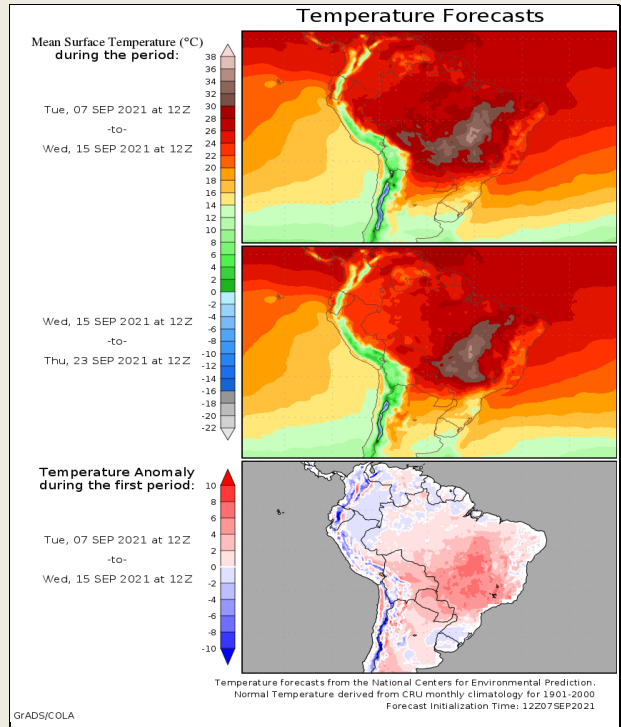 Temperature Forecasts
Mean Surface Temperature (°C)
during the period:
Tue, 07 SEP 2021 at 12Z
-to-
Wed, 15 SEP 2021 at 12Z
38
36
34
32
30
28
26
24
22
20
18
16
14
12
10
8
6
4
2
0
-2
-4
-6
-8
-10
-12
-14
-16
-18
-20
-22
Wed, 15 SEP 2021 at 12Z
-to-
Thu, 23 SEP 2021 at 12Z
Temperature Anomaly
during the first period:
Tue, 07 SEP 2021 at 12Z
-to-
Wed, 15 SEP 2021 at 12Z
10
8
6
4
2
0
-2
-4
-6
-8
-10
Temperature forecasts from the National Centers for Environmental Prediction.
Normal Temperature derived from CRU monthly climatology for 1901-2000
Forecast Initialization Time: 12Z07SEP2021
GrADS/COLA